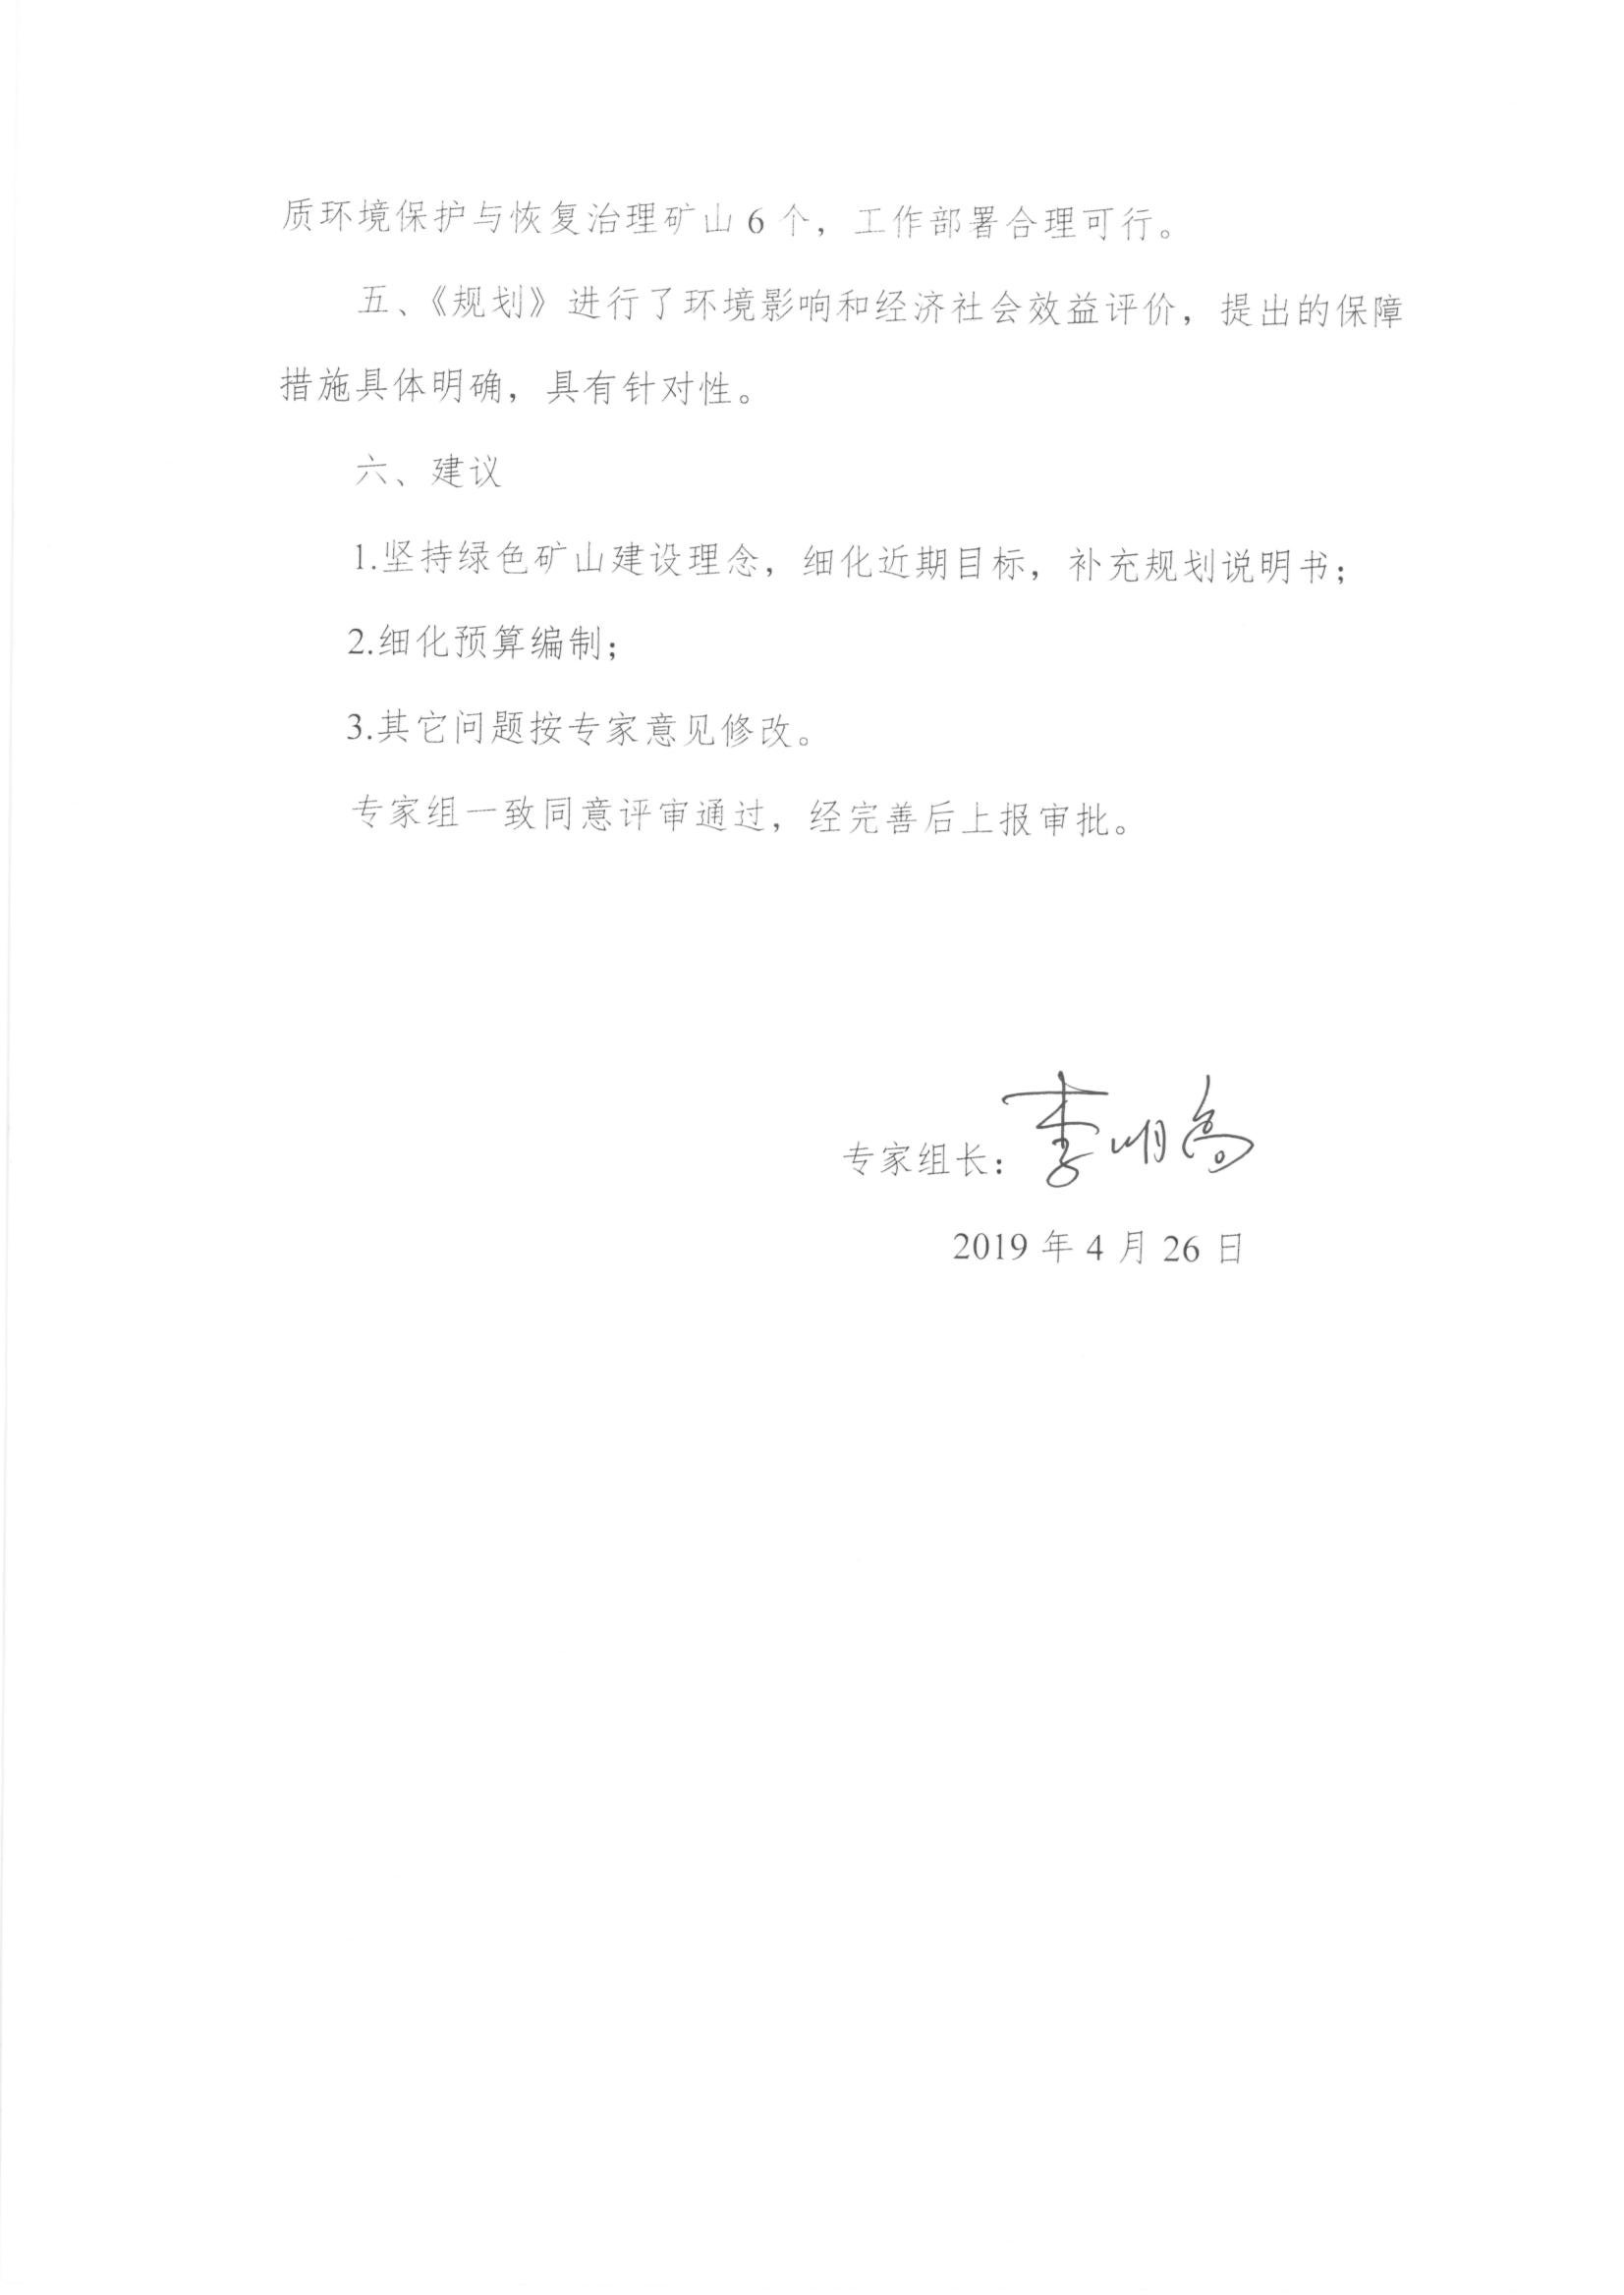 质环境保护与恢复治理矿山 6 个，工作部署合理可行。
五、《规划》进行了环境影响和经济社会效益评价，提出的保障
措施具体明确，具有针对性。
六、建议
1.坚持绿色矿山建设理念，细化近期目标，补充规划说明书；
2.细化预算编制；
3.其它问题按专家意见修改。
专家组一致同意评审通过，经完善后上报审批。
专家组长：李明高
2019 年 4 月 26 日